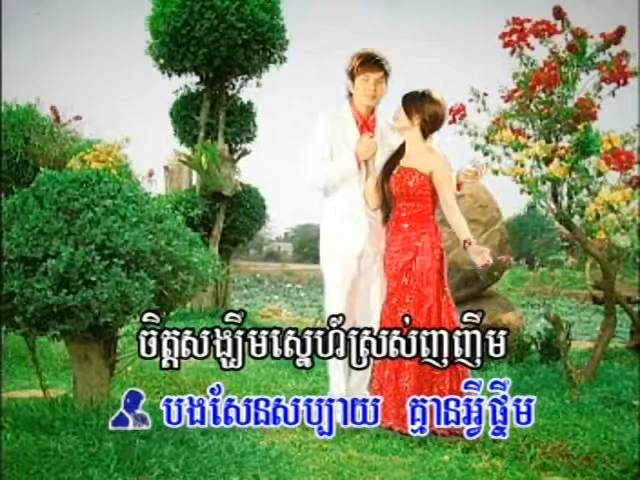 ចិត្តសង្ឃឹមស្នេហ៍ស្រស់ញញឹម
បងសែនសប្បាយ គ្មានអ្វីផ្ទឹម